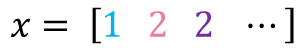 x = [1 2 2 ⋯]